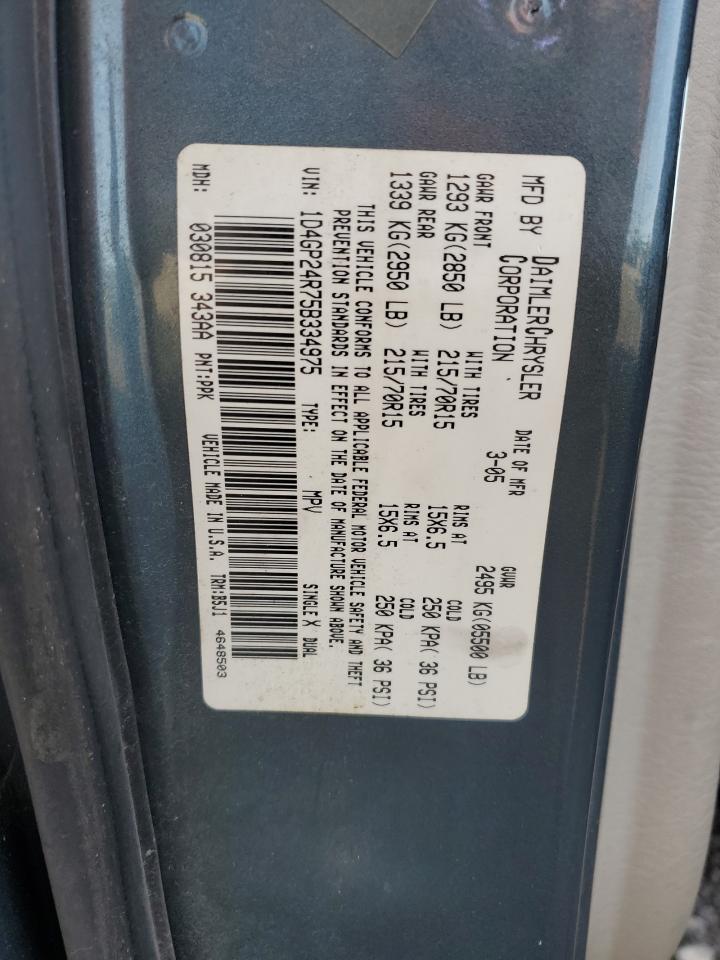 MFD BY DAIMLERCHRYSLER CORPORATION
DATE OF MFR 3-05
GVWR 2495 KG(05500 LB)
GAWR FRONT WITH TIRES RIMS AT COLD
1293 KG(2850 LB) 215/70R15 15X6.5 250 KPA( 36 PSI)
GAWR REAR WITH TIRES RIMS AT COLD
1339 KG(2950 LB) 215/70R15 15X6.5 250 KPA( 36 PSI)
THIS VEHICLE CONFORMS TO ALL APPLICABLE FEDERAL MOTOR VEHICLE SAFETY AND THEFT
PREVENTION STANDARDS IN EFFECT ON THE DATE OF MANUFACTURE SHOWN ABOVE.
VIN: 1D4GP24R75B334975 TYPE: MPV SINGLE X DUAL
MDH: 030815 343AA PNT:PPK VEHICLE MADE IN U.S.A. TRM:B5J1 4648503